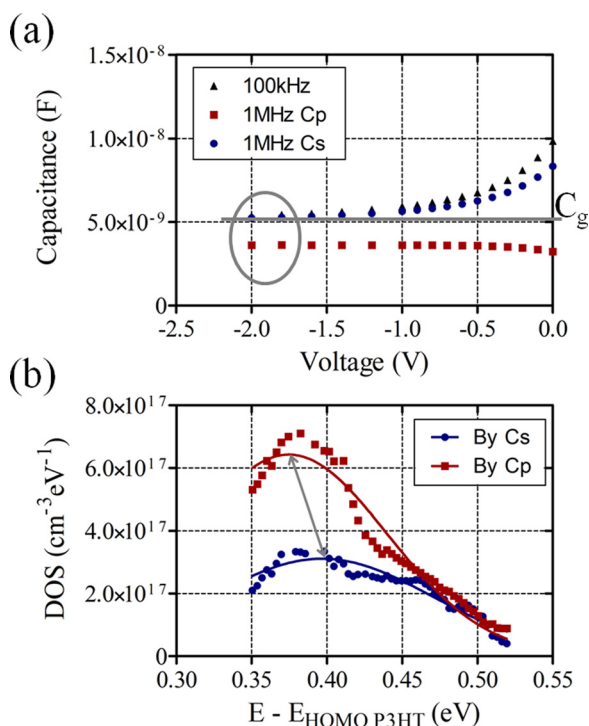 (a)
1.5×10⁻⁸
1.0×10⁻⁸
5.0×10⁻⁹
0
Capacitance (F)
100kHz
1MHz Cp
1MHz Cs
C_g
-2.5 -2.0 -1.5 -1.0 -0.5 0.0
Voltage (V)
(b)
8.0×10¹⁷
6.0×10¹⁷
4.0×10¹⁷
2.0×10¹⁷
0
DOS (cm⁻³eV⁻¹)
By Cs
By Cp
0.30 0.35 0.40 0.45 0.50 0.55
E - E_HOMO P3HT (eV)